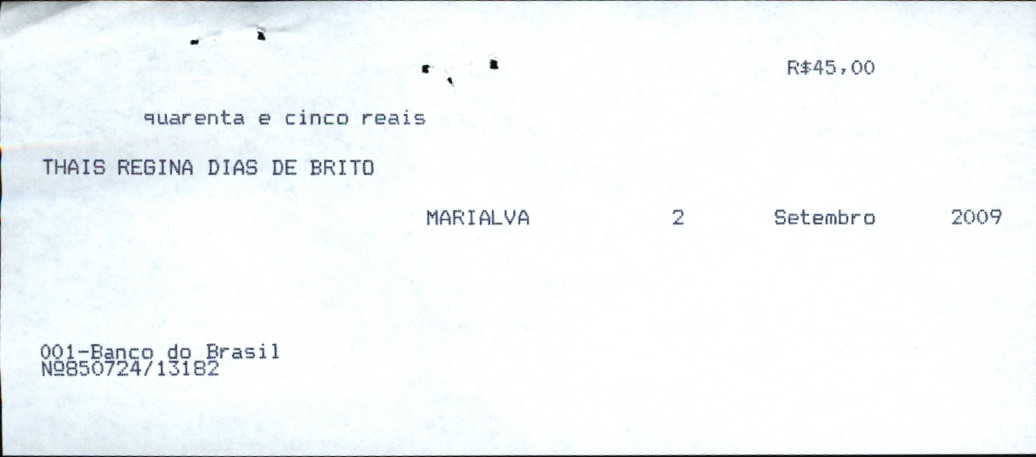 R$45,00
quarenta e cinco reais
THAIS REGINA DIAS DE BRITO
MARIALVA 2 Setembro 2009
001-Banco do Brasil
Nº850724/13182